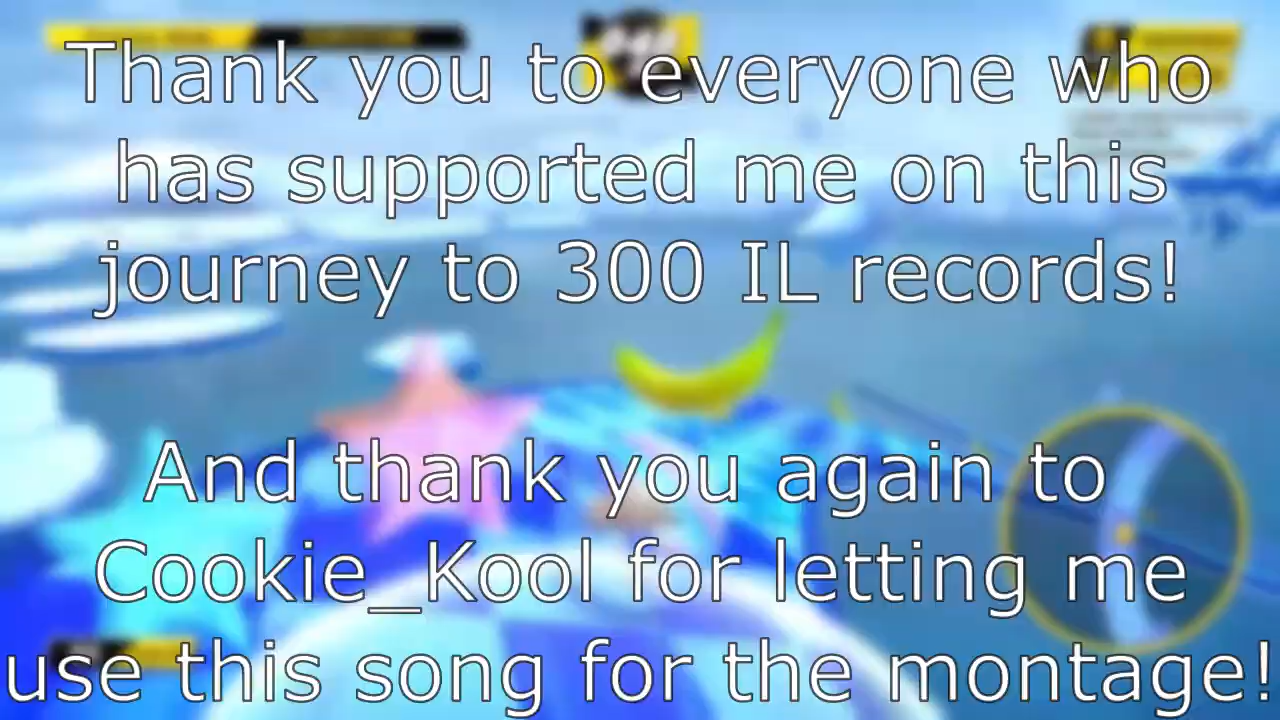 Thank you to everyone who
has supported me on this
journey to 300 IL records!
And thank you again to
Cookie_Kool for letting me
use this song for the montage!